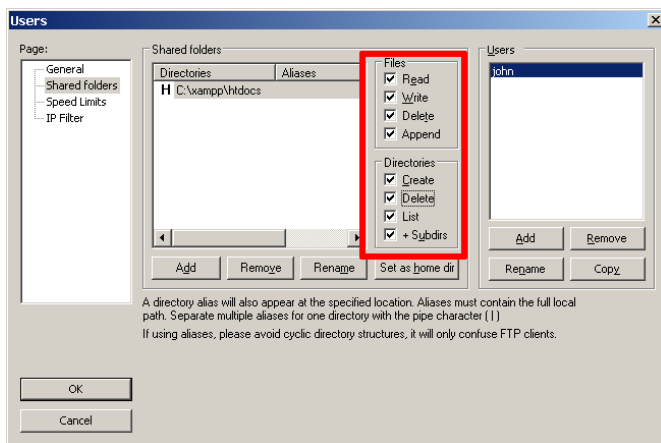 Users
Page:
General
Shared folders
Speed Limits
IP Filter
Shared folders
Directories Aliases
H C:\xampp\htdocs
Files
Read
Write
Delete
Append
Directories
Create
Delete
List
+ Subdirs
Add Remove Rename Set as home dir
Users
john
Add Remove
Rename Copy
A directory alias will also appear at the specified location. Aliases must contain the full local
path. Separate multiple aliases for one directory with the pipe character ( | )
If using aliases, please avoid cyclic directory structures, it will only confuse FTP clients.
OK
Cancel